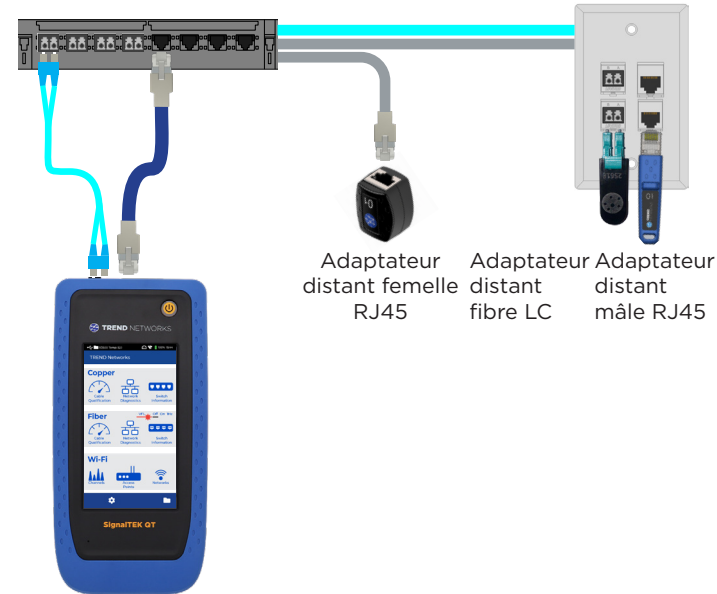 Adaptateur
distant femelle
RJ45
Adaptateur
distant
fibre LC
Adaptateur
distant
mâle RJ45
TREND NETWORKS
TREND Networks
Copper
Cable
Qualification
Network
Diagnostics
Switch
Information
Fiber
Cable
Qualification
Network
Diagnostics
Switch
Information
Wi-Fi
Channels
Access
Points
Networks
SignalTEK QT